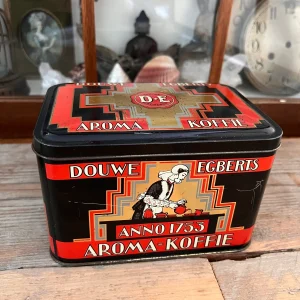 D·E
AROMA KOFFIE
DOUWE EGBERTS
ANNO 1753
AROMA-KOFFIE